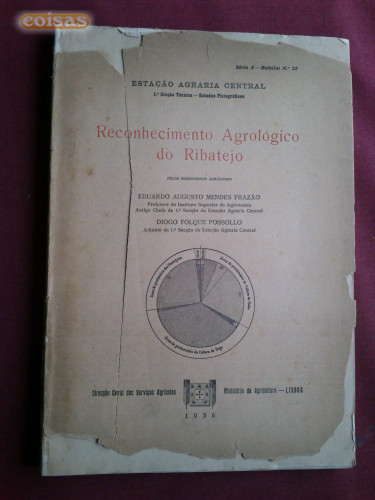 coisas
Série A — Boletim N.º 23
ESTAÇÃO AGRÁRIA CENTRAL
1.ª Secção Técnica — Estudos Fisiográficos
Reconhecimento Agrológico
do Ribatejo
PELOS ENGENHEIROS AGRÓNOMOS
EDUARDO AUGUSTO MENDES FRAZÃO
Professor do Instituto Superior de Agronomia
Antigo Chefe da 1.ª Secção da Estação Agrária Central
DIOGO FOLQUE POSSOLLO
Adjunto da 1.ª Secção da Estação Agrária Central
Direcção Geral dos Serviços Agrícolas
Ministério da Agricultura — LISBOA
1936